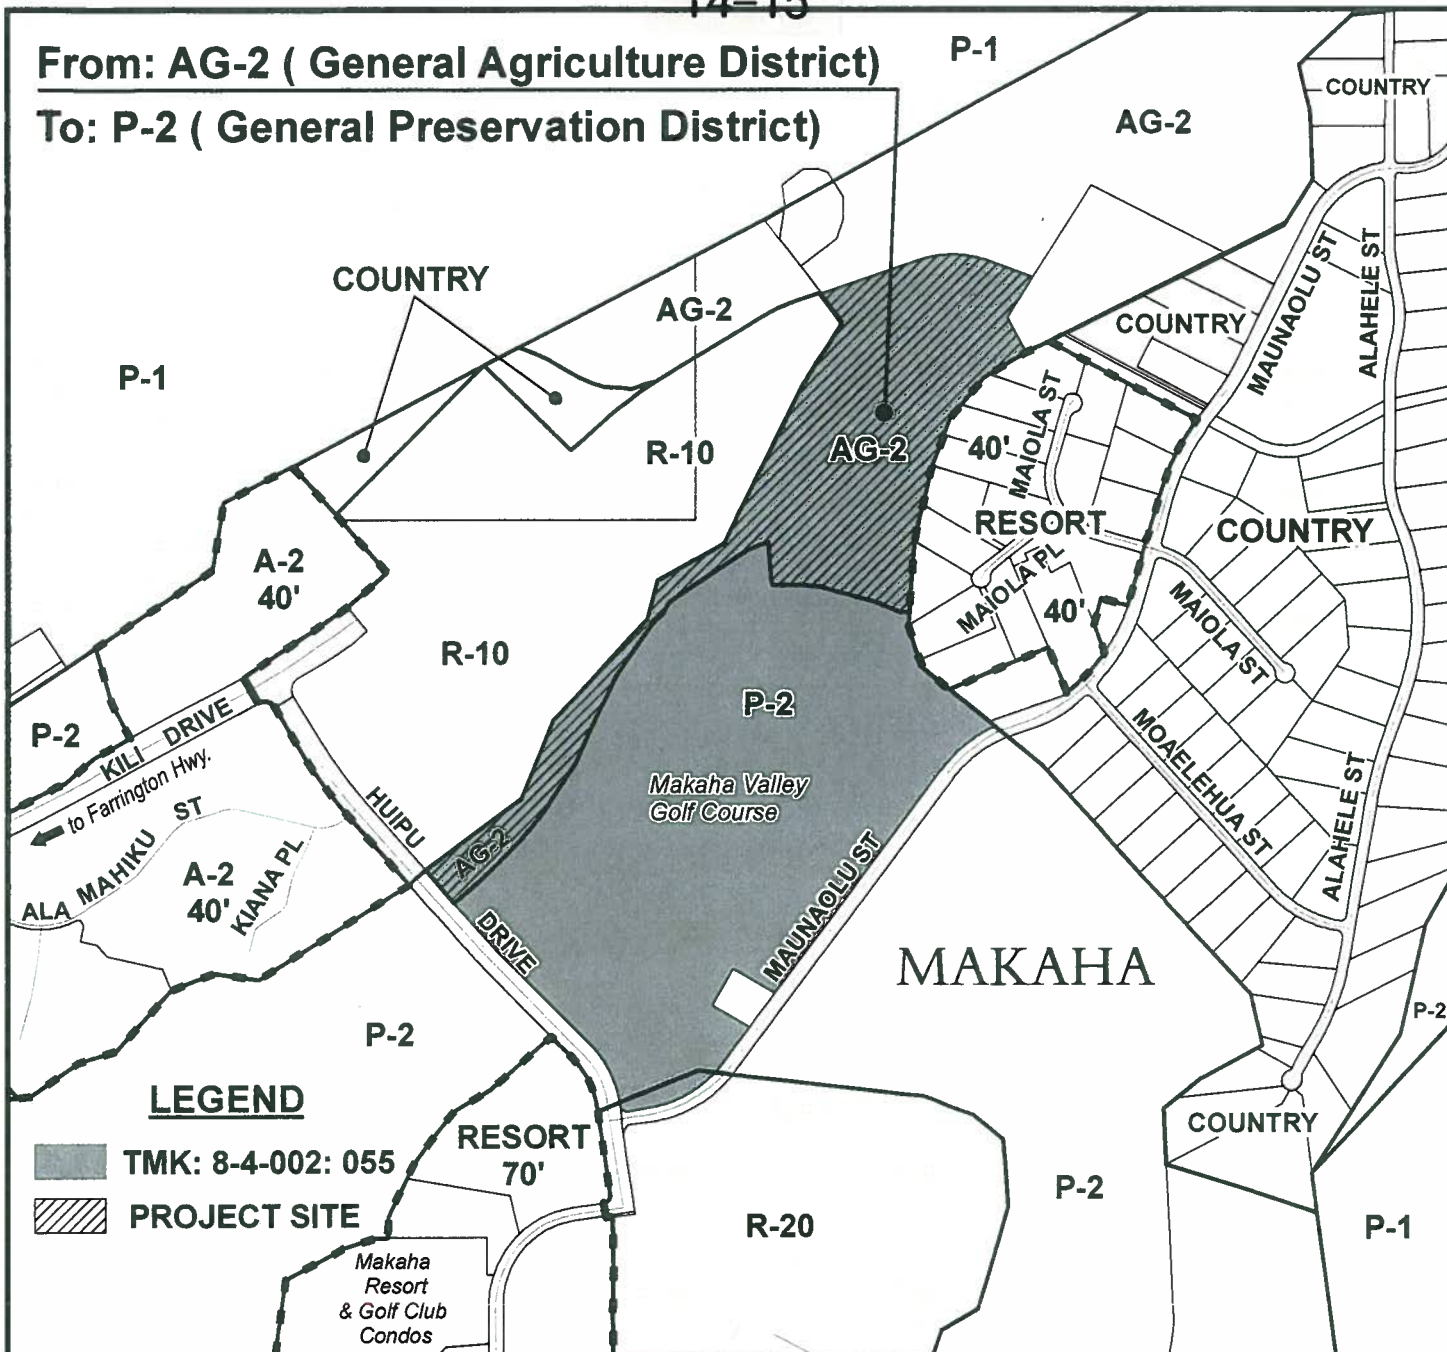 14-15
From: AG-2 ( General Agriculture District)
To: P-2 ( General Preservation District)
P-1
COUNTRY
AG-2
COUNTRY
AG-2
P-1
COUNTRY
MAUNAOLU ST
ALAHELE ST
R-10
AG-2
40'
MAIOLA ST
RESORT
COUNTRY
A-2
40'
MAIOLA PL
40'
MAIOLA ST
R-10
P-2
P-2
KILI DRIVE
to Farrington Hwy.
MOAELEHUA ST
ALAHELE ST
Makaha Valley
Golf Course
HUIPU
DRIVE
ALA MAHIKU ST
A-2
40'
KIANA PL
AG-2
MAUNAOLU ST
MAKAHA
P-2
P-2
LEGEND
TMK: 8-4-002: 055
PROJECT SITE
RESORT
70'
COUNTRY
P-2
R-20
P-1
Makaha
Resort
& Golf Club
Condos